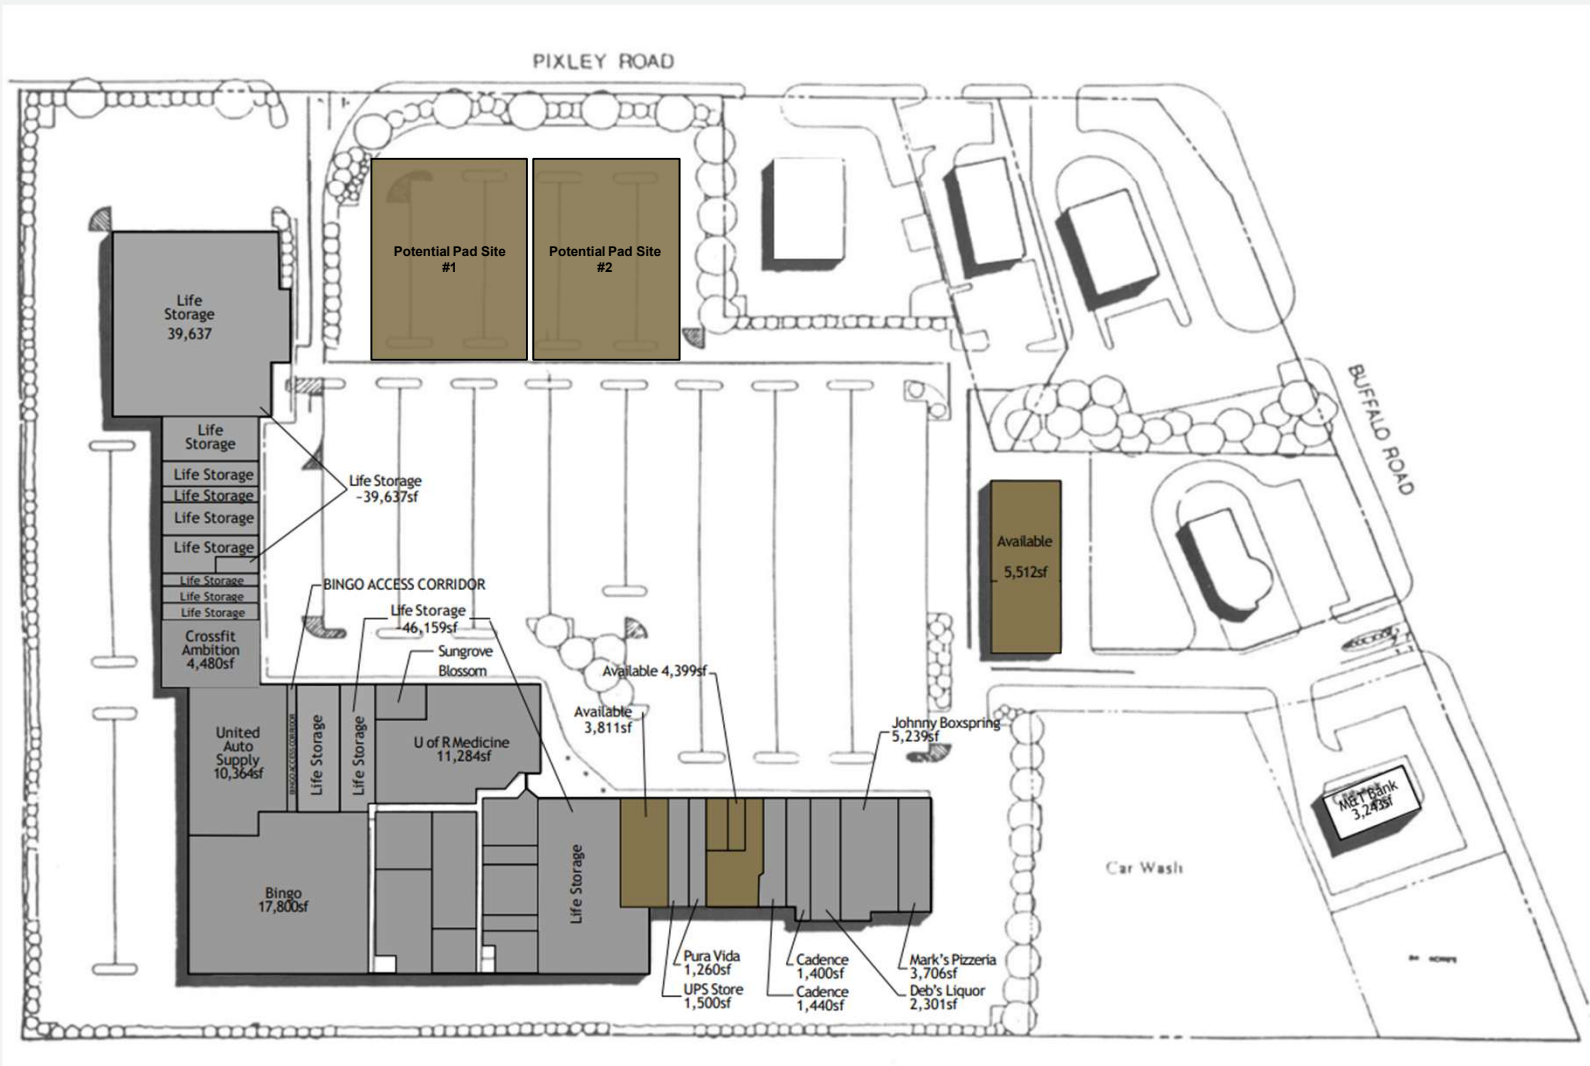 PIXLEY ROAD
Potential Pad Site
#1
Potential Pad Site
#2
BUFFALO ROAD
Life
Storage
39,637
Life
Storage
Life Storage
Life Storage
Life Storage
Life Storage
Life Storage
Life Storage
Life Storage
Crossfit
Ambition
4,480sf
Life Storage
~39,637sf
Available
5,512sf
BINGO ACCESS CORRIDOR
Life Storage
46,159sf
Sungrove
Blossom
Available 4,399sf
Available
3,811sf
Johnny Boxspring
5,239sf
United
Auto
Supply
10,364sf
BINGO ACCESS CORRIDOR
Life Storage
Life Storage
U of R Medicine
11,284sf
M&T Bank
3,243sf
Car Wash
Life Storage
Bingo
17,800sf
Pura Vida
1,260sf
UPS Store
1,500sf
Cadence
1,400sf
Cadence
1,440sf
Mark's Pizzeria
3,706sf
Deb's Liquor
2,301sf